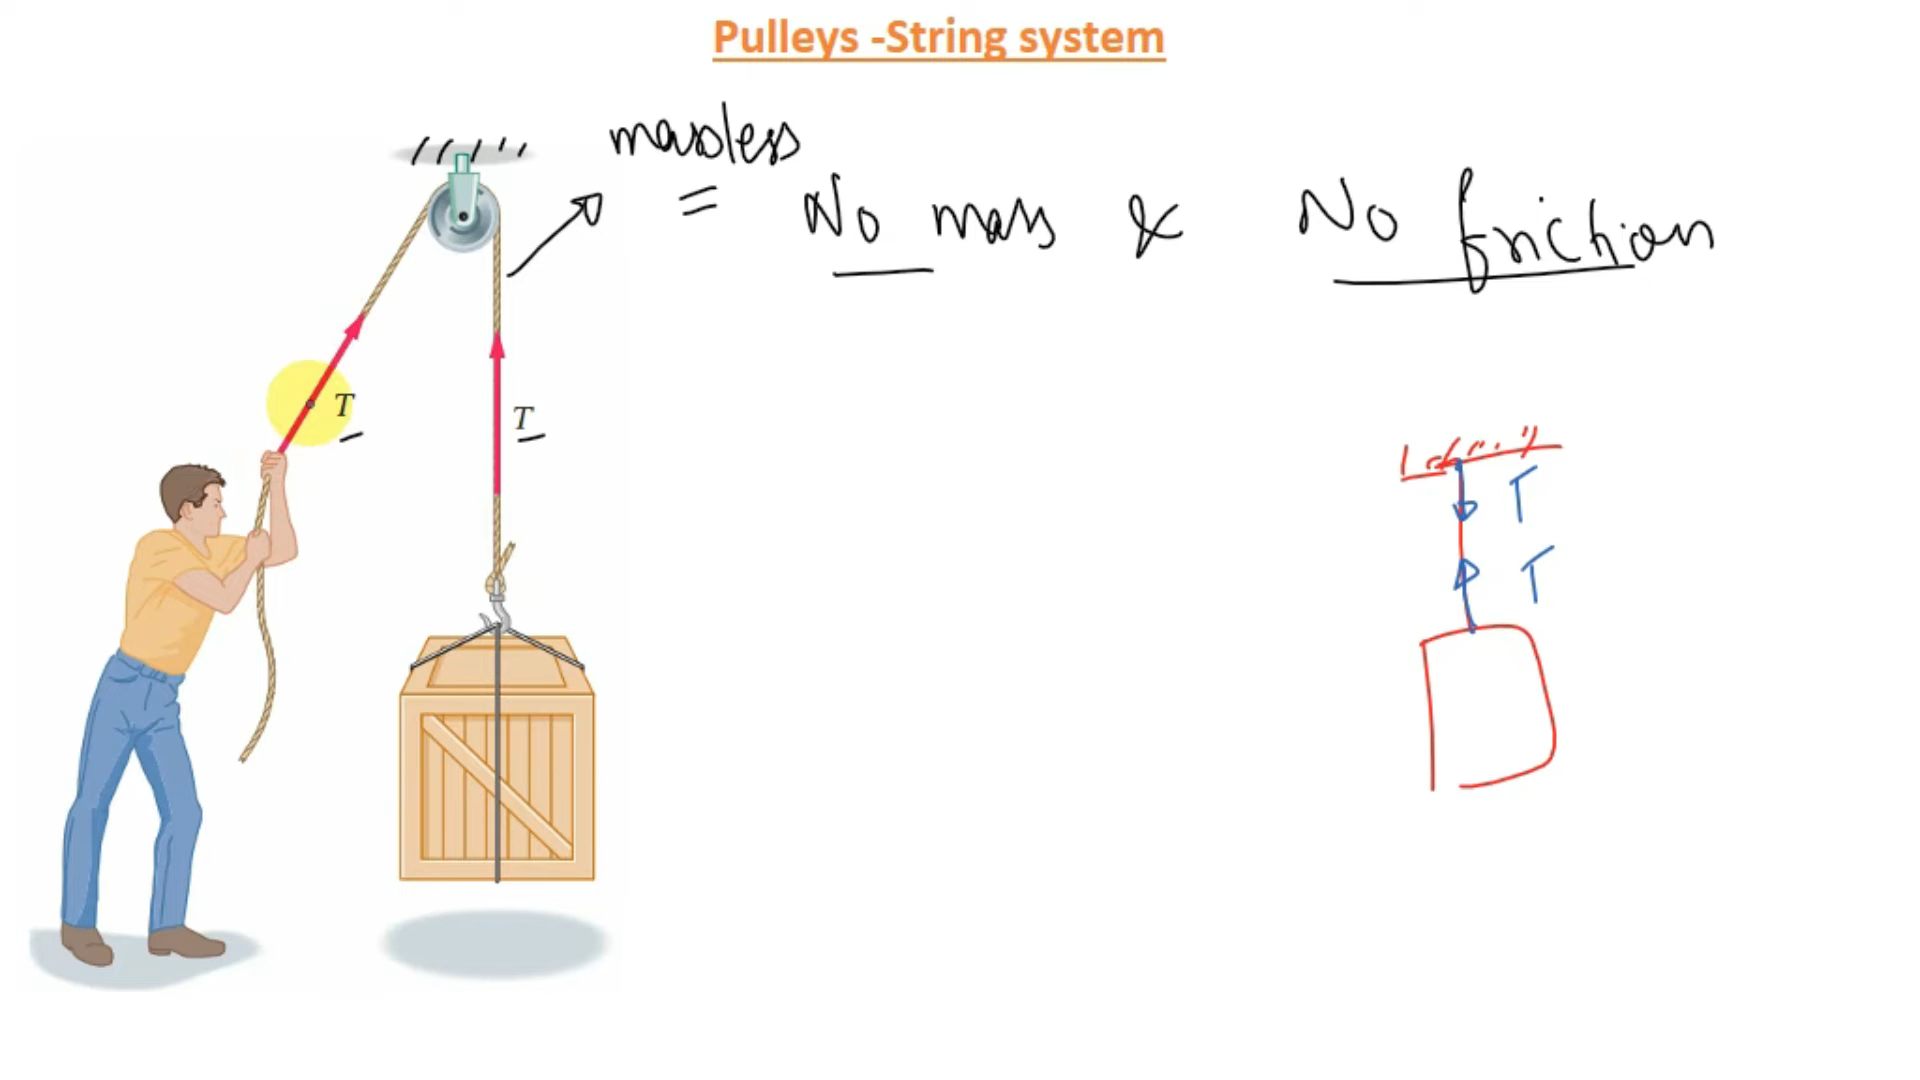 Pulleys -String system
massless
= No mass & No friction
T
T
T
T